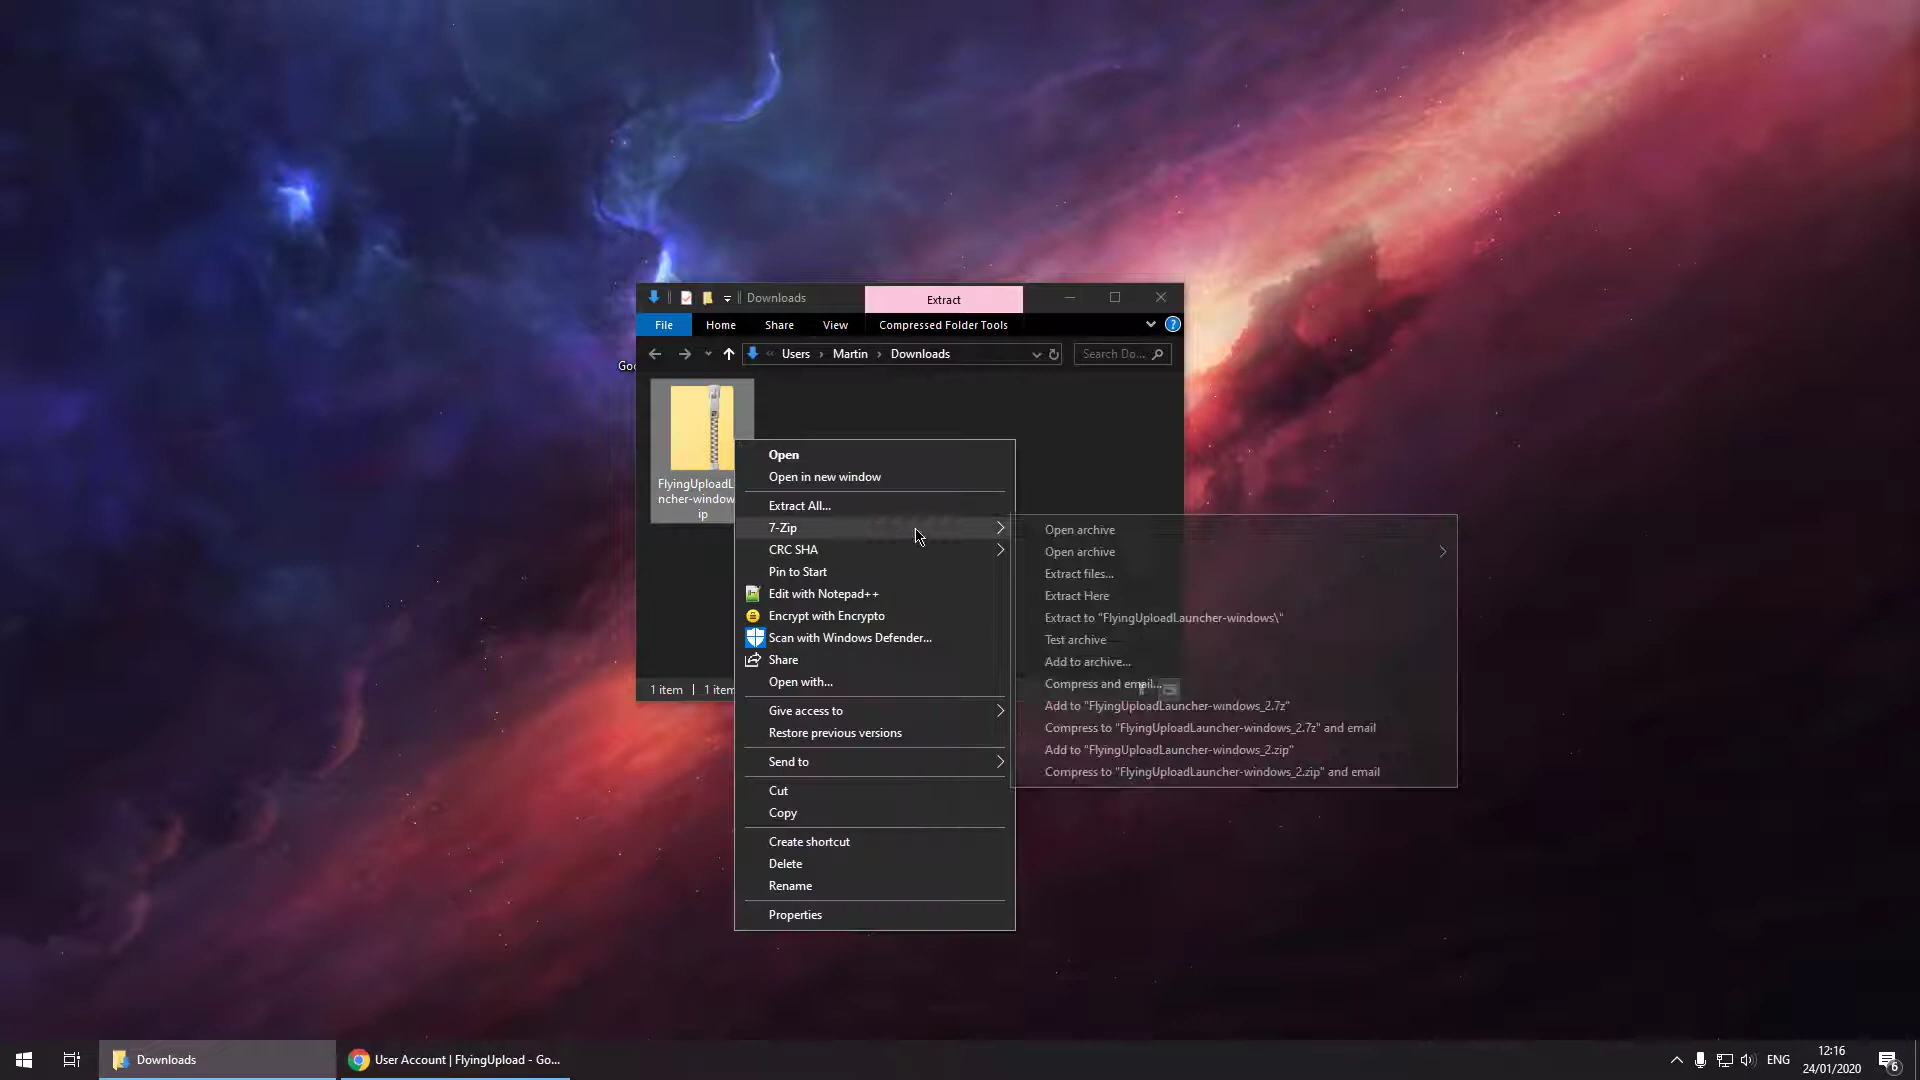 Downloads
Extract
File
Home
Share
View
Compressed Folder Tools
?
Users
Martin
Downloads
Search Do...
FlyingUploadL
ncher-window
ip
1 item
1 item
Open
Open in new window
Extract All...
7-Zip
CRC SHA
Pin to Start
Edit with Notepad++
Encrypt with Encrypto
Scan with Windows Defender...
Share
Open with...
Give access to
Restore previous versions
Send to
Cut
Copy
Create shortcut
Delete
Rename
Properties
Open archive
Open archive
Extract files...
Extract Here
Extract to "FlyingUploadLauncher-windows\"
Test archive
Add to archive...
Compress and email...
Add to "FlyingUploadLauncher-windows_2.7z"
Compress to "FlyingUploadLauncher-windows_2.7z" and email
Add to "FlyingUploadLauncher-windows_2.zip"
Compress to "FlyingUploadLauncher-windows_2.zip" and email
Downloads
User Account | FlyingUpload - Go...
ENG
12:16
24/01/2020
6